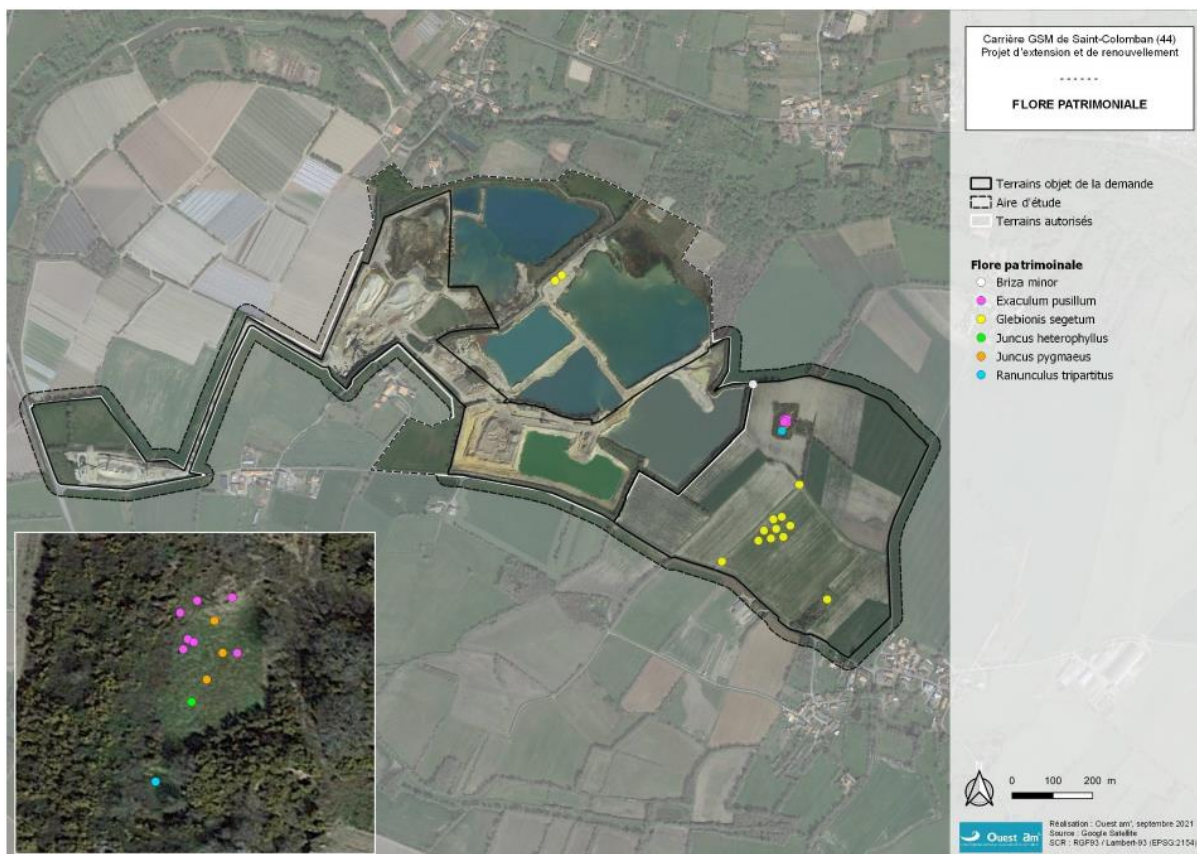 Carrière GSM de Saint-Colomban (44)
Projet d'extension et de renouvellement
------
FLORE PATRIMONIALE
Terrains objet de la demande
Aire d'étude
Terrains autorisés
Flore patrimoinale
Briza minor
Exaculum pusillum
Glebionis segetum
Juncus heterophyllus
Juncus pygmaeus
Ranunculus tripartitus
N
0 100 200 m
Ouest am'
Réalisation : Ouest am', septembre 2021
Source : Google Satellite
SCR : RGF93 / Lambert-93 (EPSG:2154)